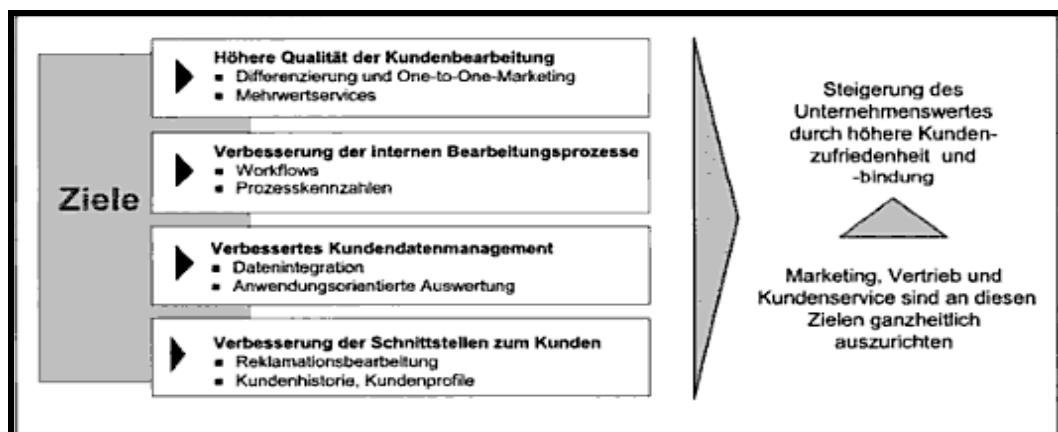 Ziele
Höhere Qualität der Kundenbearbeitung
Differenzierung und One-to-One-Marketing
Mehrwertservices
Verbesserung der internen Bearbeitungsprozesse
Workflows
Prozesskennzahlen
Verbessertes Kundendatenmanagement
Datenintegration
Anwendungsorientierte Auswertung
Verbesserung der Schnittstellen zum Kunden
Reklamationsbearbeitung
Kundenhistorie, Kundenprofile
Steigerung des
Unternehmenswertes
durch höhere Kunden-
zufriedenheit und
-bindung
Marketing, Vertrieb und
Kundenservice sind an diesen
Zielen ganzheitlich
auszurichten